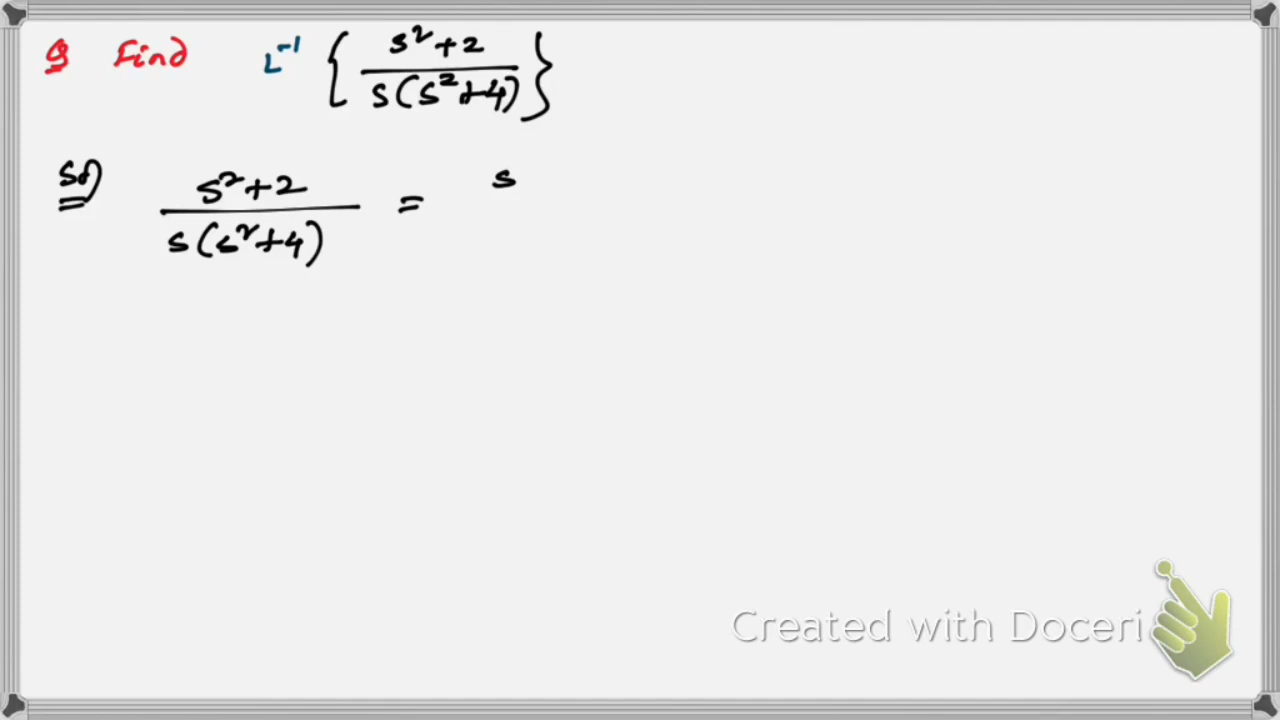 Q Find L⁻¹ { s²+2 / s(s²+4) }
Sol s²+2 / s(s²+4) = s
Created with Doceri